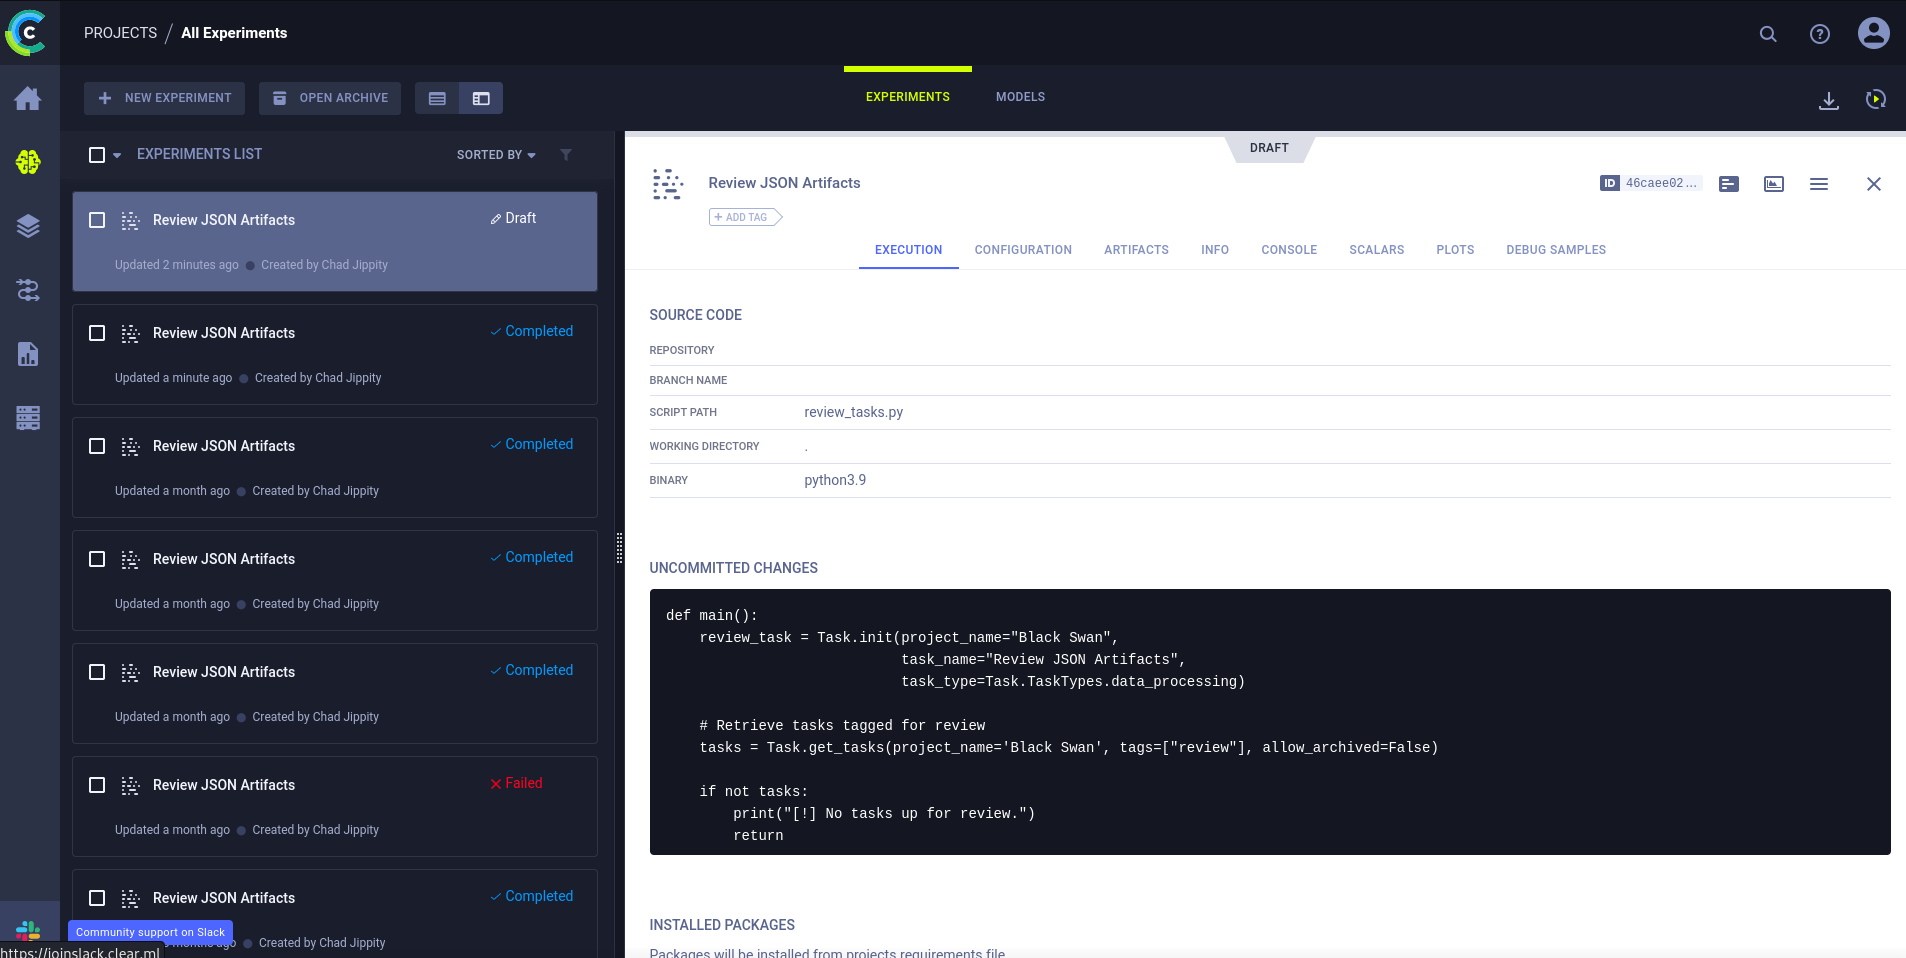 C
PROJECTS / All Experiments
NEW EXPERIMENT
OPEN ARCHIVE
EXPERIMENTS
MODELS
EXPERIMENTS LIST
SORTED BY
Review JSON Artifacts
Draft
Updated 2 minutes ago
Created by Chad Jippity
Review JSON Artifacts
Completed
Updated a minute ago
Created by Chad Jippity
Review JSON Artifacts
Completed
Updated a month ago
Created by Chad Jippity
Review JSON Artifacts
Completed
Updated a month ago
Created by Chad Jippity
Review JSON Artifacts
Completed
Updated a month ago
Created by Chad Jippity
Review JSON Artifacts
Failed
Updated a month ago
Created by Chad Jippity
Review JSON Artifacts
Completed
months ago
Created by Chad Jippity
Community support on Slack
https://joinslack.clear.ml
DRAFT
Review JSON Artifacts
ID 46caee02...
+ ADD TAG
EXECUTION
CONFIGURATION
ARTIFACTS
INFO
CONSOLE
SCALARS
PLOTS
DEBUG SAMPLES
SOURCE CODE
REPOSITORY
BRANCH NAME
SCRIPT PATH review_tasks.py
WORKING DIRECTORY .
BINARY python3.9
UNCOMMITTED CHANGES
def main():
    review_task = Task.init(project_name="Black Swan",
                            task_name="Review JSON Artifacts",
                            task_type=Task.TaskTypes.data_processing)
    # Retrieve tasks tagged for review
    tasks = Task.get_tasks(project_name='Black Swan', tags=["review"], allow_archived=False)
    if not tasks:
        print("[!] No tasks up for review.")
        return
INSTALLED PACKAGES
Packages will be installed from projects requirements file